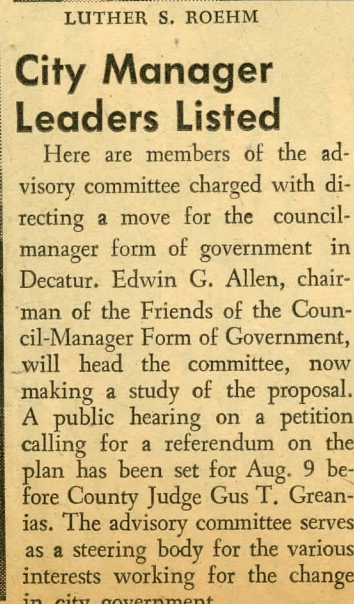 LUTHER S. ROEHM
City Manager
Leaders Listed
Here are members of the ad-
visory committee charged with di-
recting a move for the council-
manager form of government in
Decatur. Edwin G. Allen, chair-
man of the Friends of the Coun-
cil-Manager Form of Government,
will head the committee, now
making a study of the proposal.
A public hearing on a petition
calling for a referendum on the
plan has been set for Aug. 9 be-
fore County Judge Gus T. Grean-
ias. The advisory committee serves
as a steering body for the various
interests working for the change
in city government